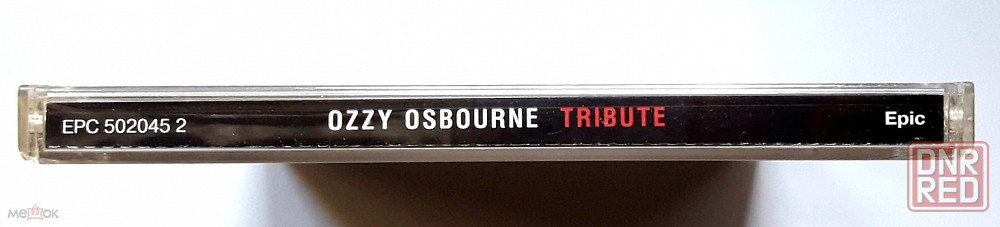 EPC 502045 2
OZZY OSBOURNE TRIBUTE
Epic
DNR
RED
мешок